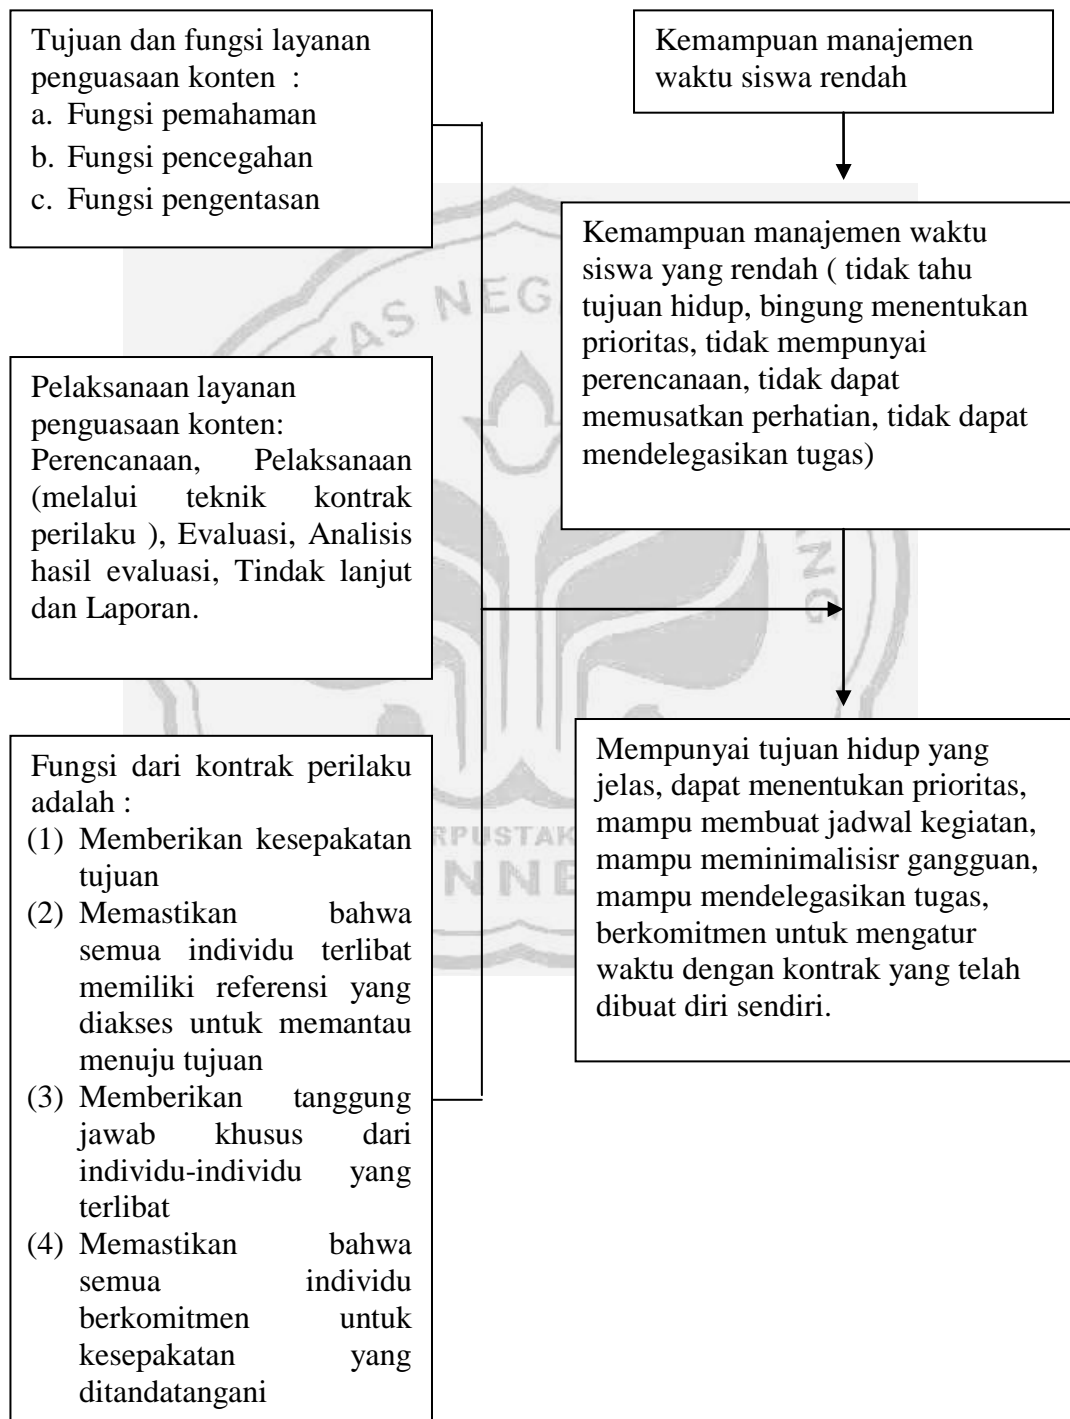 Tujuan dan fungsi layanan
penguasaan konten :
a. Fungsi pemahaman
b. Fungsi pencegahan
c. Fungsi pengentasan
Kemampuan manajemen
waktu siswa rendah
Kemampuan manajemen waktu
siswa yang rendah ( tidak tahu
tujuan hidup, bingung menentukan
prioritas, tidak mempunyai
perencanaan, tidak dapat
memusatkan perhatian, tidak dapat
mendelegasikan tugas)
Pelaksanaan layanan
penguasaan konten:
Perencanaan, Pelaksanaan
(melalui teknik kontrak
perilaku ), Evaluasi, Analisis
hasil evaluasi, Tindak lanjut
dan Laporan.
Mempunyai tujuan hidup yang
jelas, dapat menentukan prioritas,
mampu membuat jadwal kegiatan,
mampu meminimalisisr gangguan,
mampu mendelegasikan tugas,
berkomitmen untuk mengatur
waktu dengan kontrak yang telah
dibuat diri sendiri.
Fungsi dari kontrak perilaku
adalah :
(1) Memberikan kesepakatan
tujuan
(2) Memastikan bahwa
semua individu terlibat
memiliki referensi yang
diakses untuk memantau
menuju tujuan
(3) Memberikan tanggung
jawab khusus dari
individu-individu yang
terlibat
(4) Memastikan bahwa
semua individu
berkomitmen untuk
kesepakatan yang
ditandatangani
TAS NEG
ANG
RPUSTAK
NNE